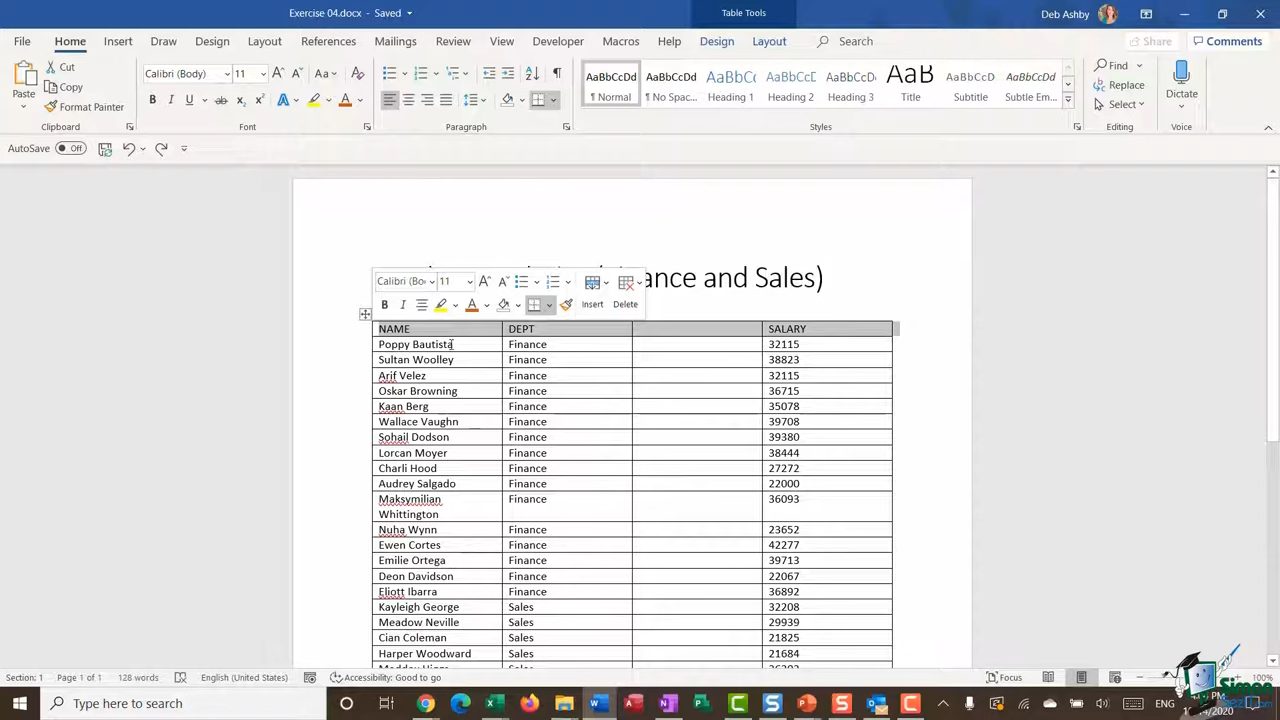 Exercise 04.docx - Saved
Table Tools
Deb Ashby
File Home Insert Draw Design Layout References Mailings Review View Developer Macros Help Design Layout Search Share Comments
Paste
Cut
Copy
Format Painter
Calibri (Body) 11
AaBbCcDd AaBbCcDd AaBbCc AaBbCcD AaBbCcD AaB AaBbCcD AaBbCcDd
¶ Normal ¶ No Spac... Heading 1 Heading 2 Heading 3 Title Subtitle Subtle Em...
Find
Replace
Select
Dictate
Clipboard Font Paragraph Styles Editing Voice
AutoSave Off
nance and Sales)
Calibri (Bo 11
Insert Delete
NAME DEPT SALARY
Poppy Bautista Finance 32115
Sultan Woolley Finance 38823
Arif Velez Finance 32115
Oskar Browning Finance 36715
Kaan Berg Finance 35078
Wallace Vaughn Finance 39708
Sohail Dodson Finance 39380
Lorcan Moyer Finance 38444
Charli Hood Finance 27272
Audrey Salgado Finance 22000
Maksymilian Finance 36093
Whittington
Nuha Wynn Finance 23652
Ewen Cortes Finance 42277
Emilie Ortega Finance 39713
Deon Davidson Finance 22067
Eliott Ibarra Finance 36892
Kayleigh George Sales 32208
Meadow Neville Sales 29939
Cian Coleman Sales 21825
Harper Woodward Sales 21684
Section: 1 Page 1 of 1 128 words English (United States) Accessibility: Good to go Focus 100%
Type here to search
ENG